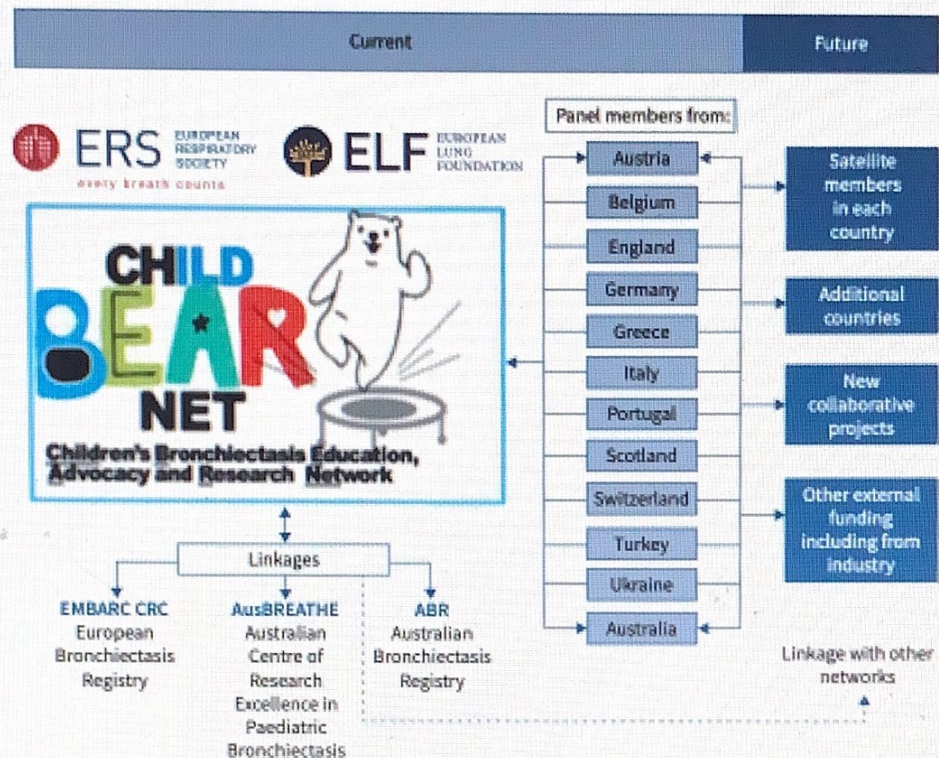 Current
Future
ERS
EUROPEAN
RESPIRATORY
SOCIETY
every breath counts
ELF
EUROPEAN
LUNG
FOUNDATION
CHILD
BEAR
NET
Children's Bronchiectasis Education,
Advocacy and Research Network
Linkages
EMBARC CRC
European
Bronchiectasis
Registry
AusBREATHE
Australian
Centre of
Research
Excellence in
Paediatric
Bronchiectasis
ABR
Australian
Bronchiectasis
Registry
Panel members from:
Austria
Belgium
England
Germany
Greece
Italy
Portugal
Scotland
Switzerland
Turkey
Ukraine
Australia
Satellite
members
in each
country
Additional
countries
New
collaborative
projects
Other external
funding
including from
industry
Linkage with other
networks